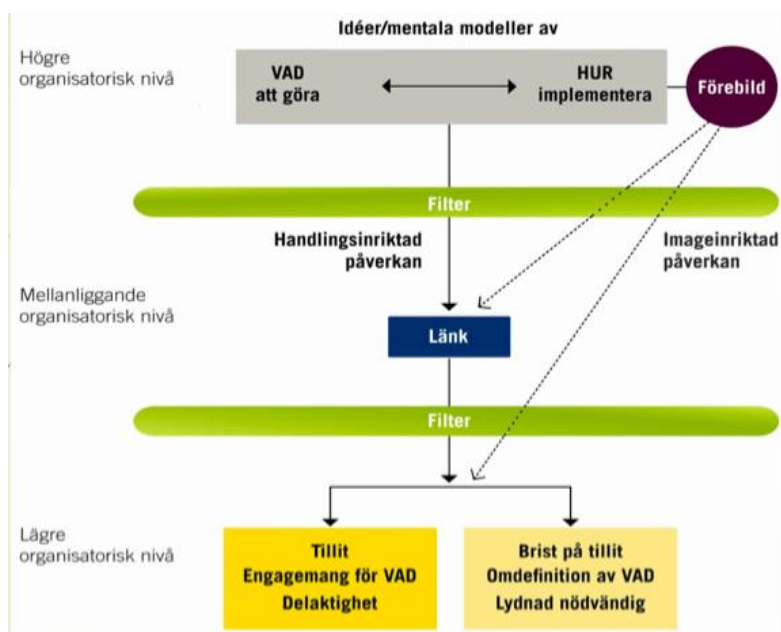 Idéer/mentala modeller av
Högre
organisatorisk nivå
VAD
att göra
HUR
implementera
Förebild
Filter
Handlingsinriktad
påverkan
Imageinriktad
påverkan
Mellanliggande
organisatorisk nivå
Länk
Filter
Lägre
organisatorisk nivå
Tillit
Engagemang för VAD
Delaktighet
Brist på tillit
Omdefinition av VAD
Lydnad nödvändig